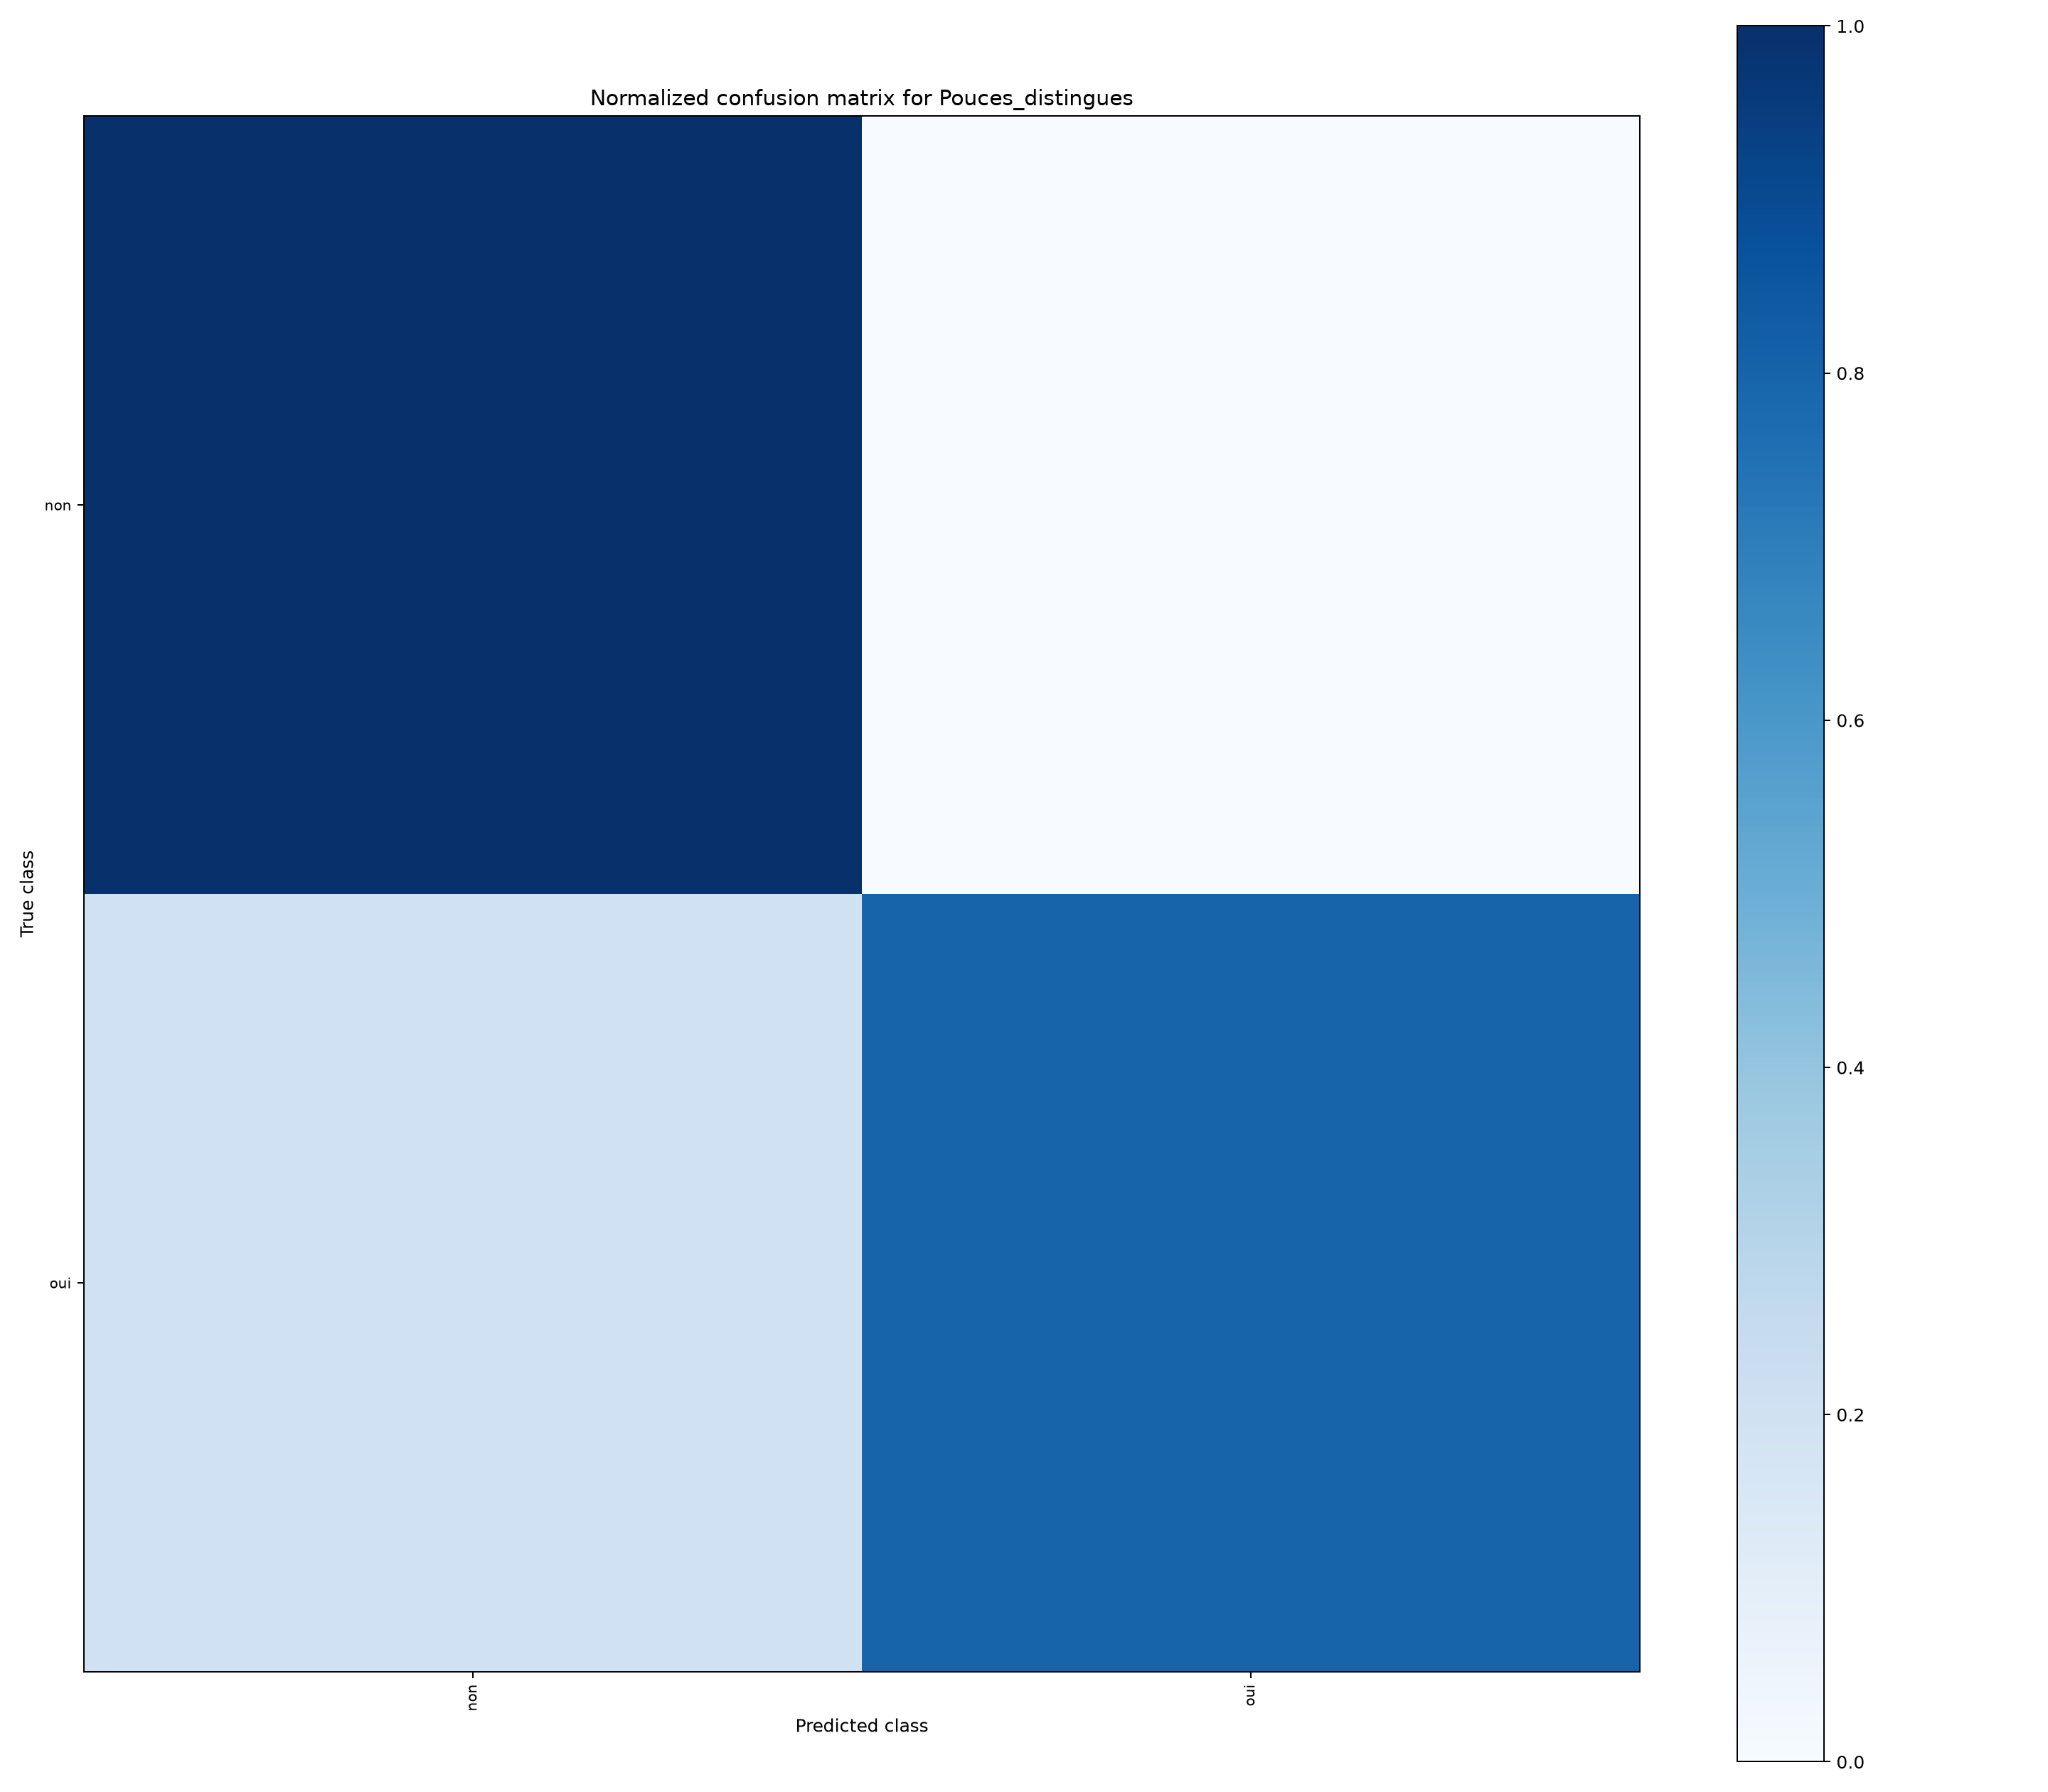 Normalized confusion matrix for Pouces_distingues
1.0
0.8
0.6
0.4
0.2
0.0
True class
non
oui
non
oui
Predicted class